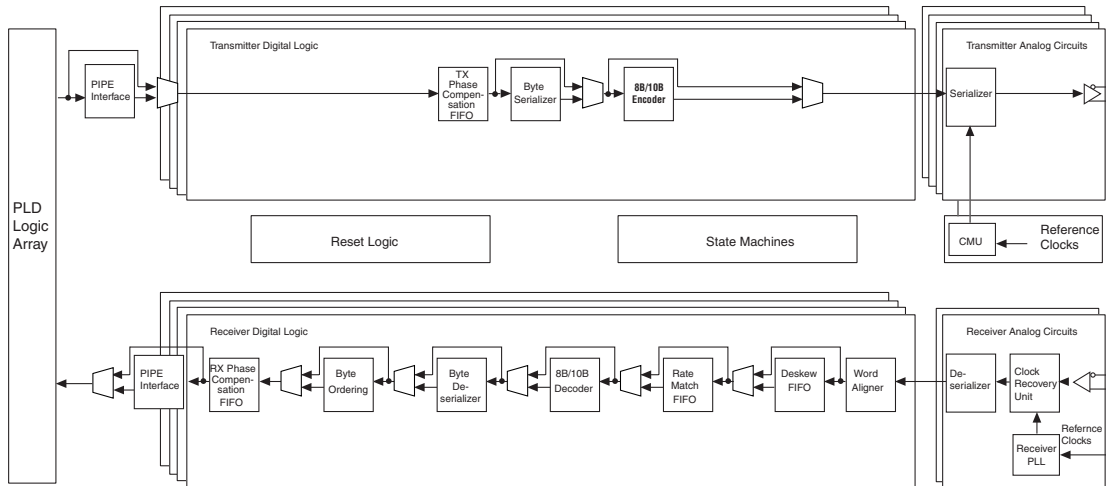 Transmitter Digital Logic
Transmitter Analog Circuits
PIPE
Interface
TX
Phase
Compen-
sation
FIFO
Byte
Serializer
8B/10B
Encoder
Serializer
PLD
Logic
Array
Reset Logic
State Machines
CMU
Reference
Clocks
Receiver Digital Logic
Receiver Analog Circuits
PIPE
Interface
RX Phase
Compen-
sation
FIFO
Byte
Ordering
Byte
De-
serializer
8B/10B
Decoder
Rate
Match
FIFO
Deskew
FIFO
Word
Aligner
De-
serializer
Clock
Recovery
Unit
Refernce
Clocks
Receiver
PLL